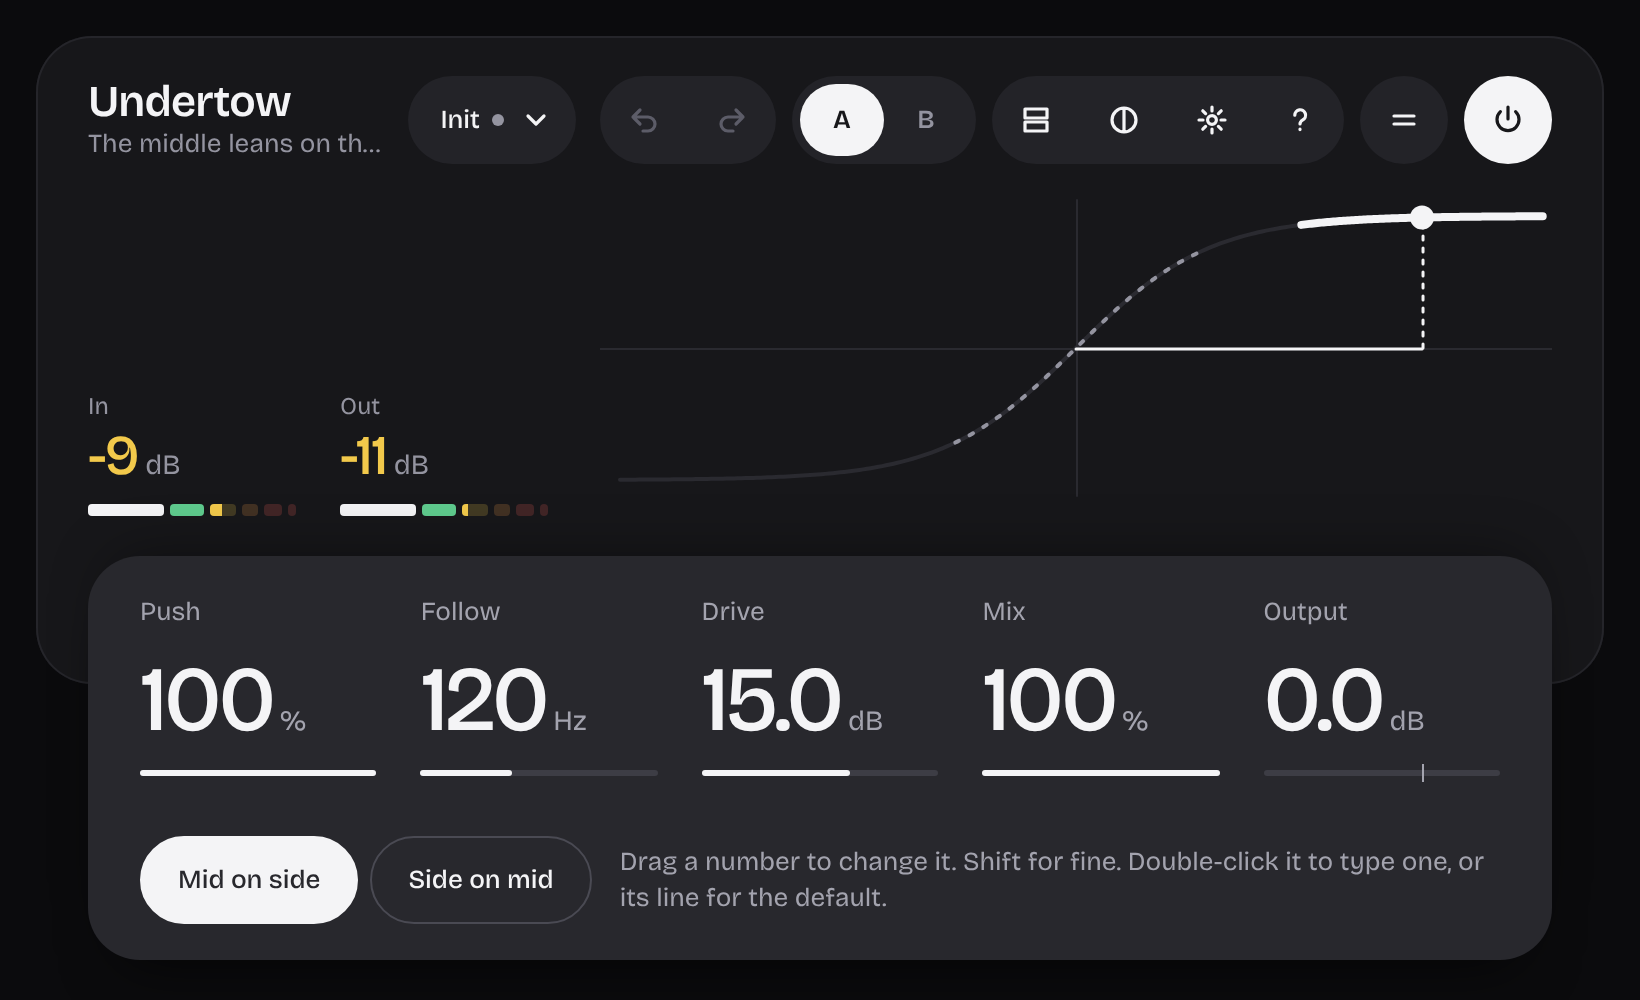 Undertow
The middle leans on th...
Init
A
B
?
In
-9 dB
Out
-11 dB
Push
100 %
Follow
120 Hz
Drive
15.0 dB
Mix
100 %
Output
0.0 dB
Mid on side
Side on mid
Drag a number to change it. Shift for fine. Double-click it to type one, or
its line for the default.